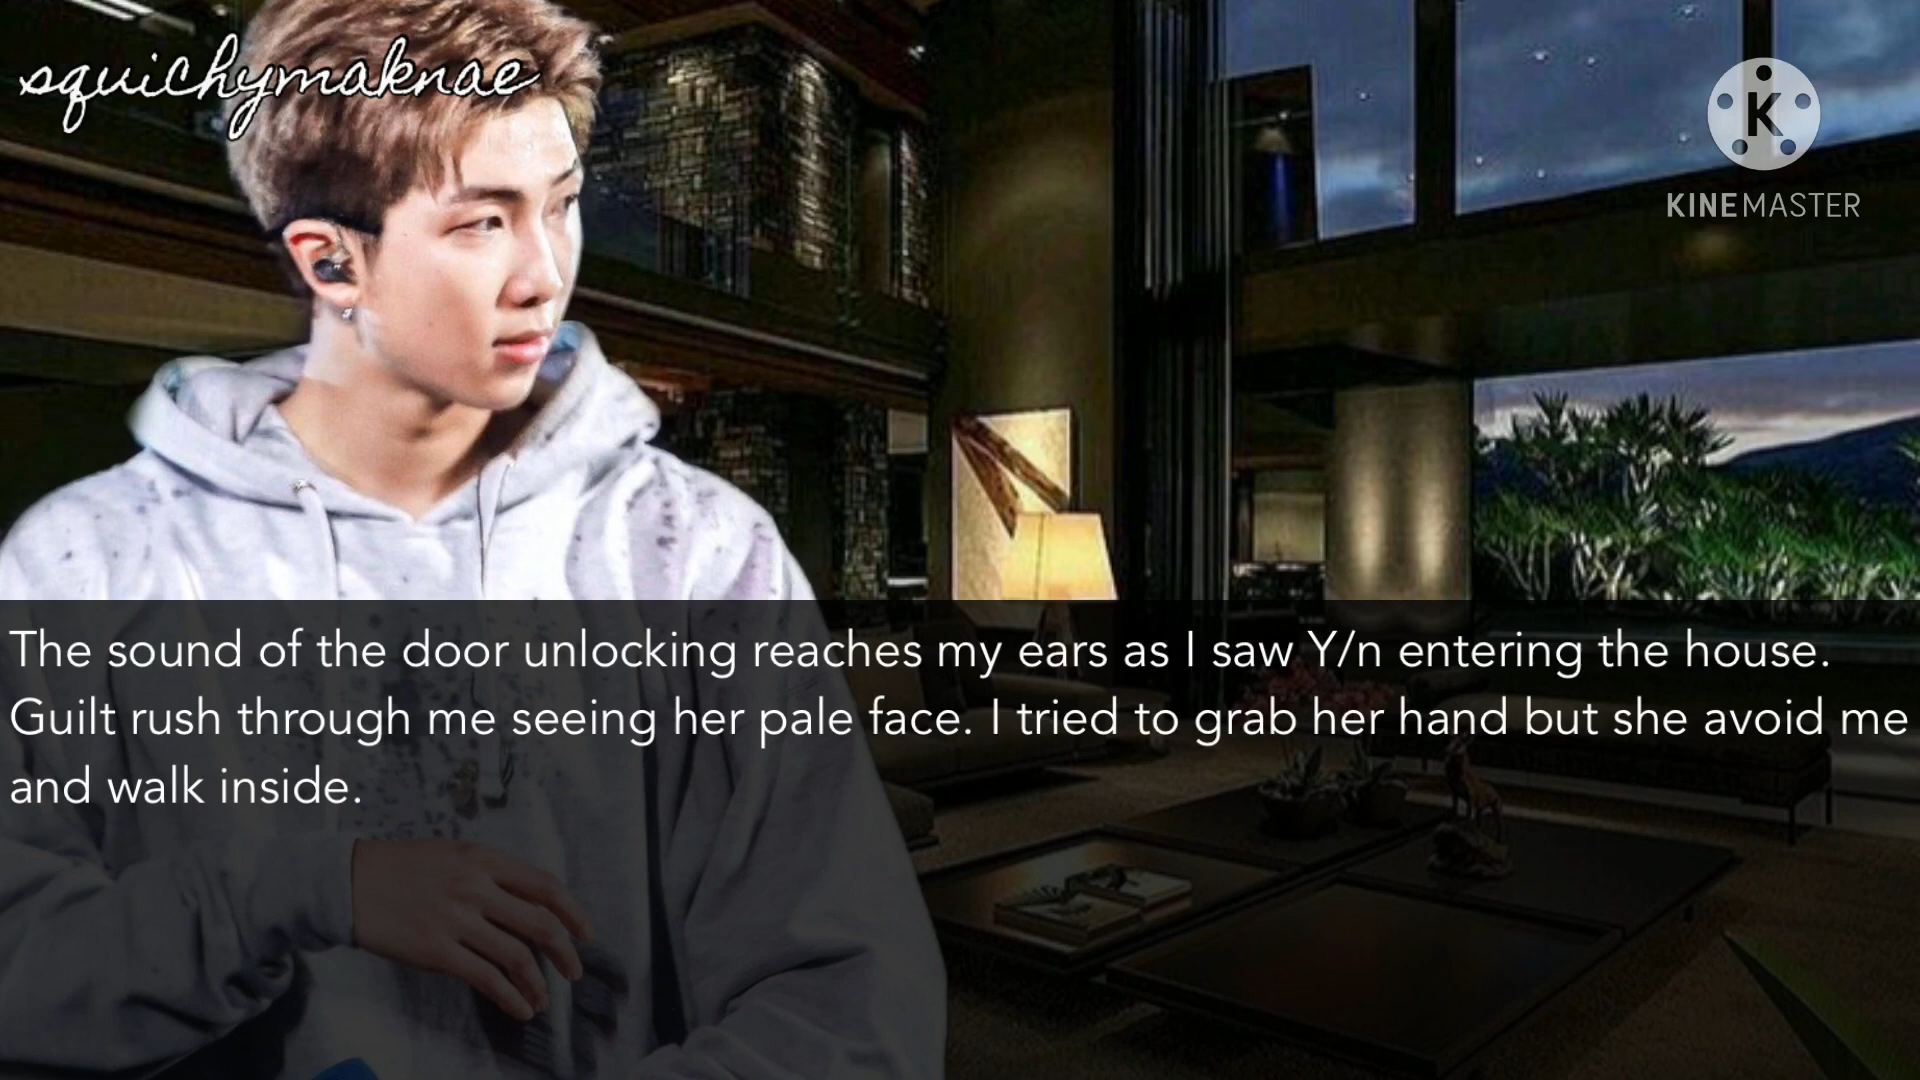 squichymaknae
K
KINEMASTER
The sound of the door unlocking reaches my ears as I saw Y/n entering the house.
Guilt rush through me seeing her pale face. I tried to grab her hand but she avoid me
and walk inside.